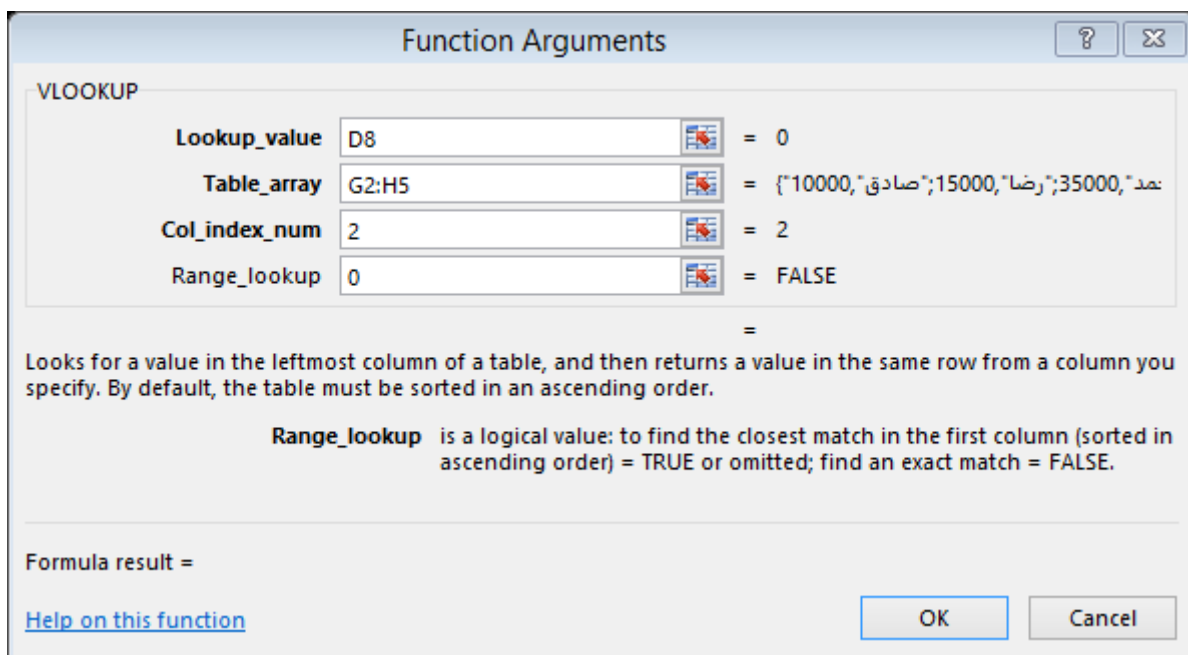 Function Arguments
VLOOKUP
Lookup_value D8 = 0
Table_array G2:H5 = {"صادق",10000;"رضا",15000;"مد",35000
Col_index_num 2 = 2
Range_lookup 0 = FALSE
=
Looks for a value in the leftmost column of a table, and then returns a value in the same row from a column you
specify. By default, the table must be sorted in an ascending order.
Range_lookup is a logical value: to find the closest match in the first column (sorted in
ascending order) = TRUE or omitted; find an exact match = FALSE.
Formula result =
Help on this function
OK Cancel